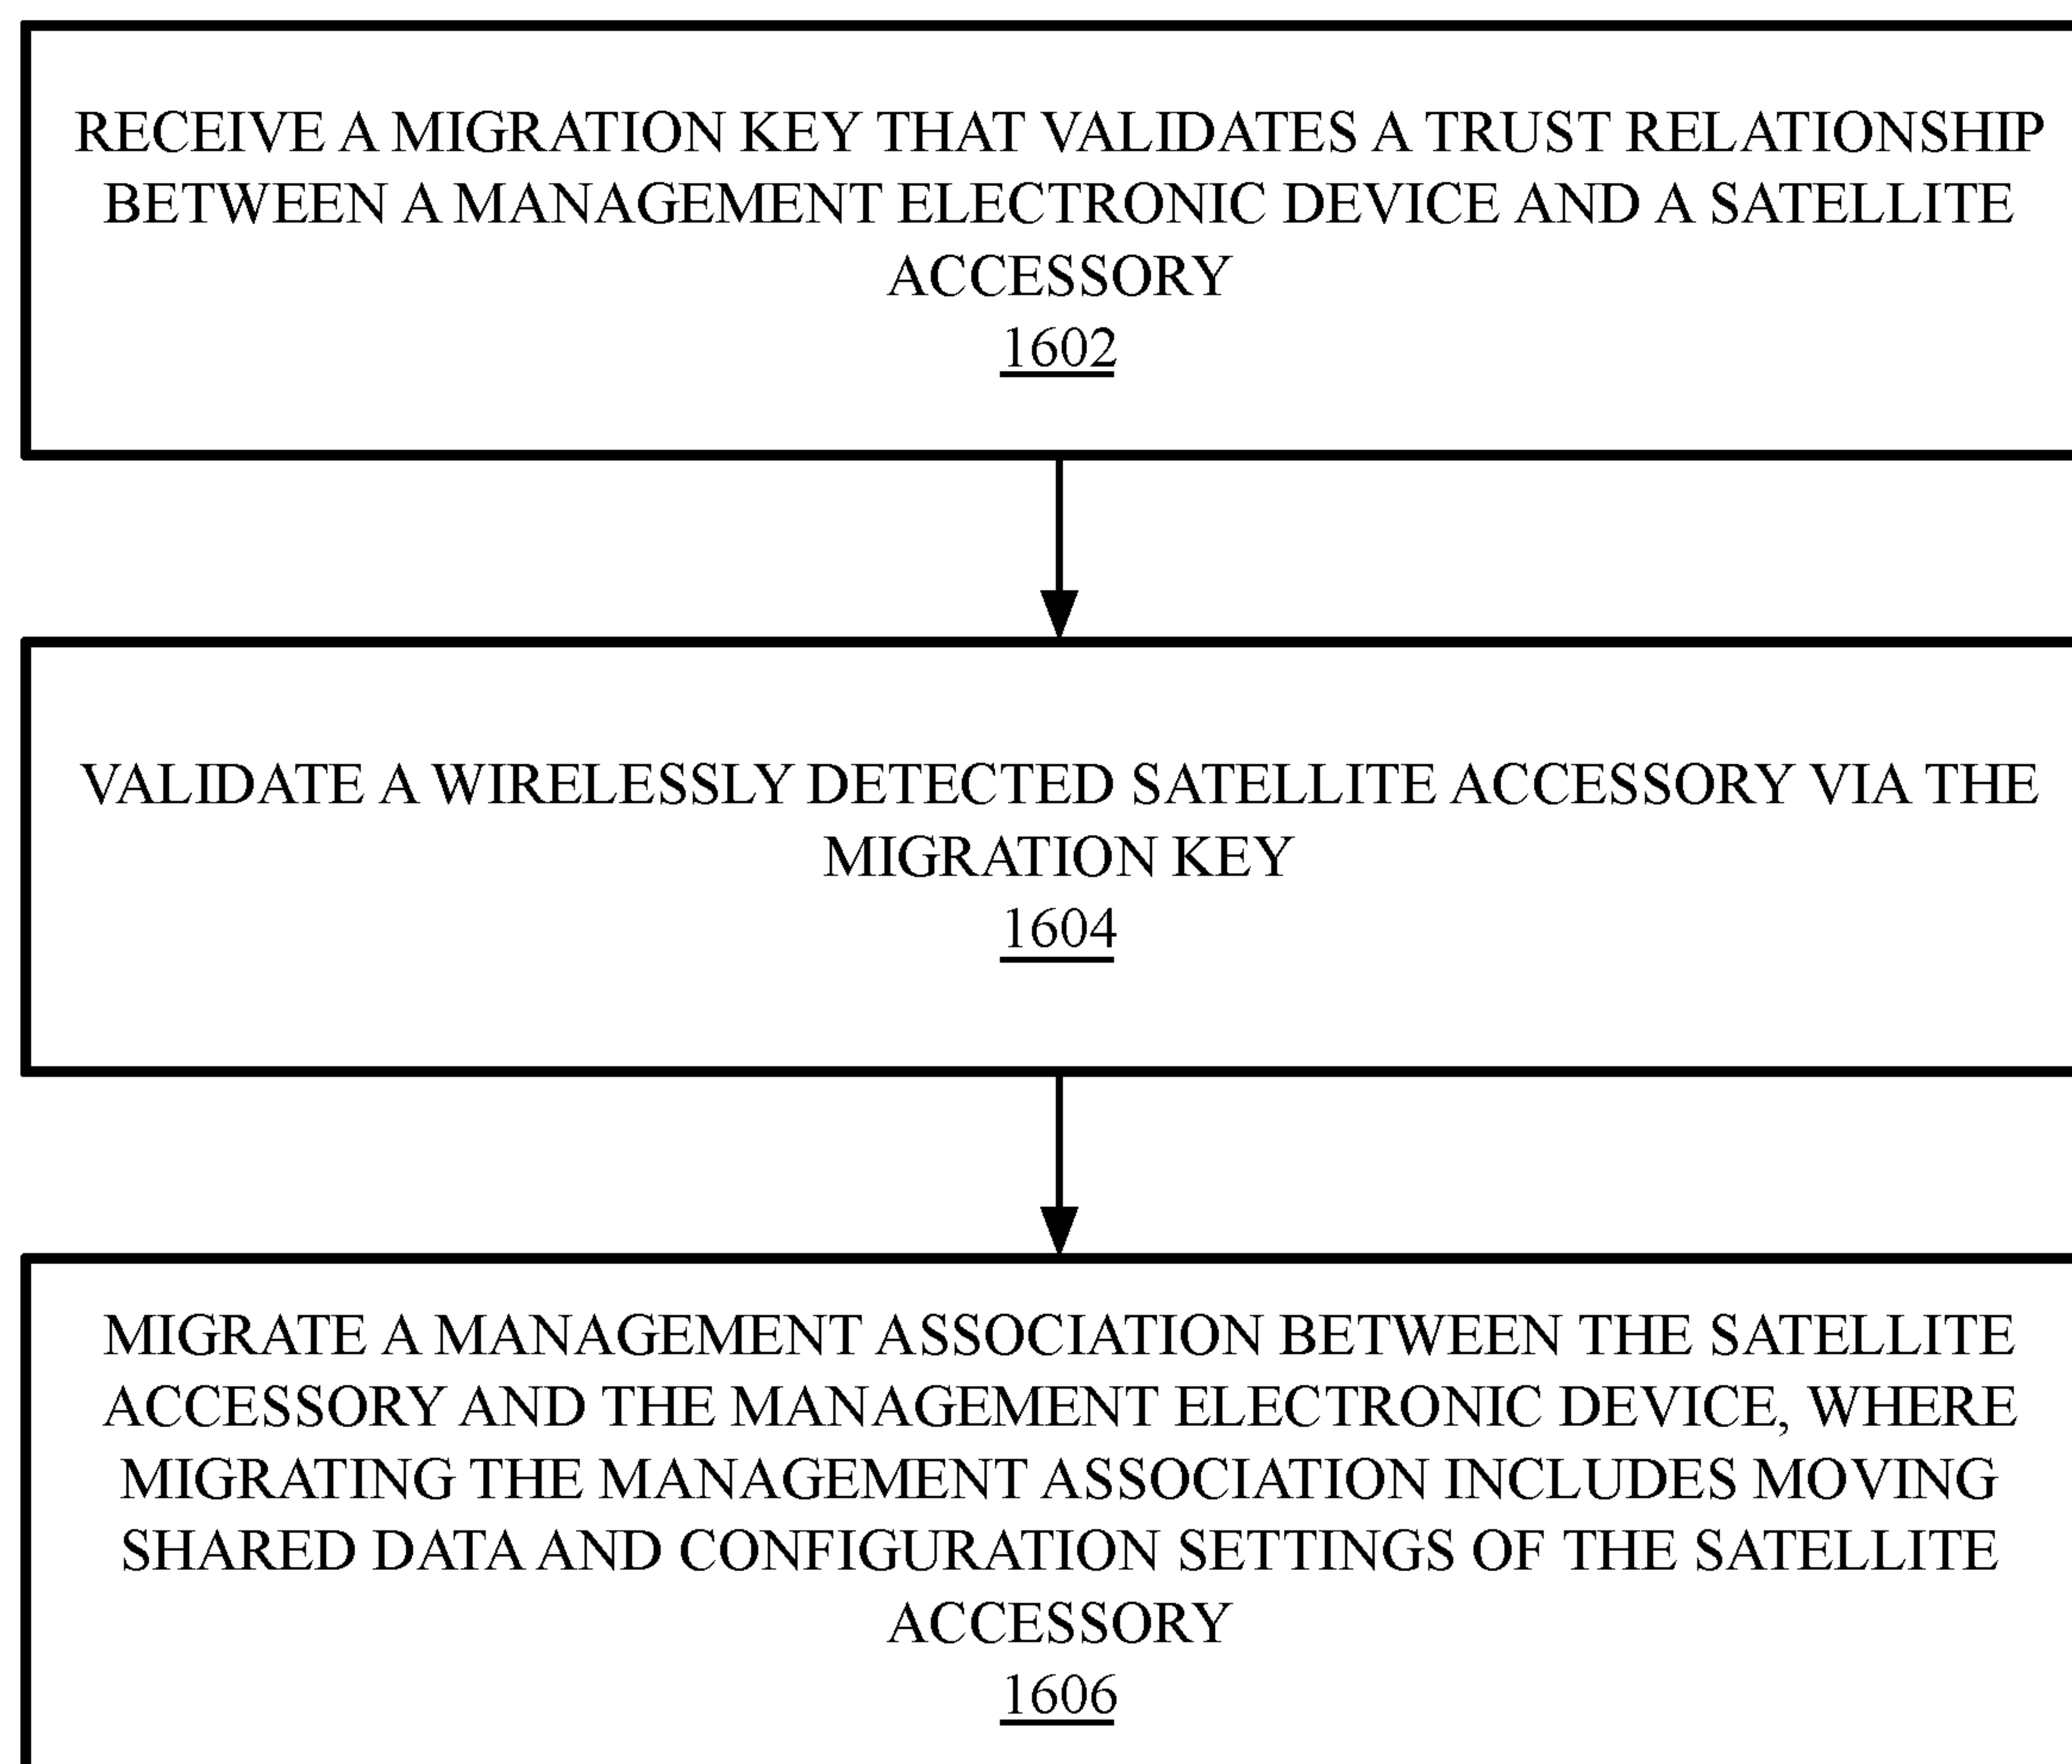 RECEIVE A MIGRATION KEY THAT VALIDATES A TRUST RELATIONSHIP
BETWEEN A MANAGEMENT ELECTRONIC DEVICE AND A SATELLITE
ACCESSORY
1602
VALIDATE A WIRELESSLY DETECTED SATELLITE ACCESSORY VIA THE
MIGRATION KEY
1604
MIGRATE A MANAGEMENT ASSOCIATION BETWEEN THE SATELLITE
ACCESSORY AND THE MANAGEMENT ELECTRONIC DEVICE, WHERE
MIGRATING THE MANAGEMENT ASSOCIATION INCLUDES MOVING
SHARED DATA AND CONFIGURATION SETTINGS OF THE SATELLITE
ACCESSORY
1606